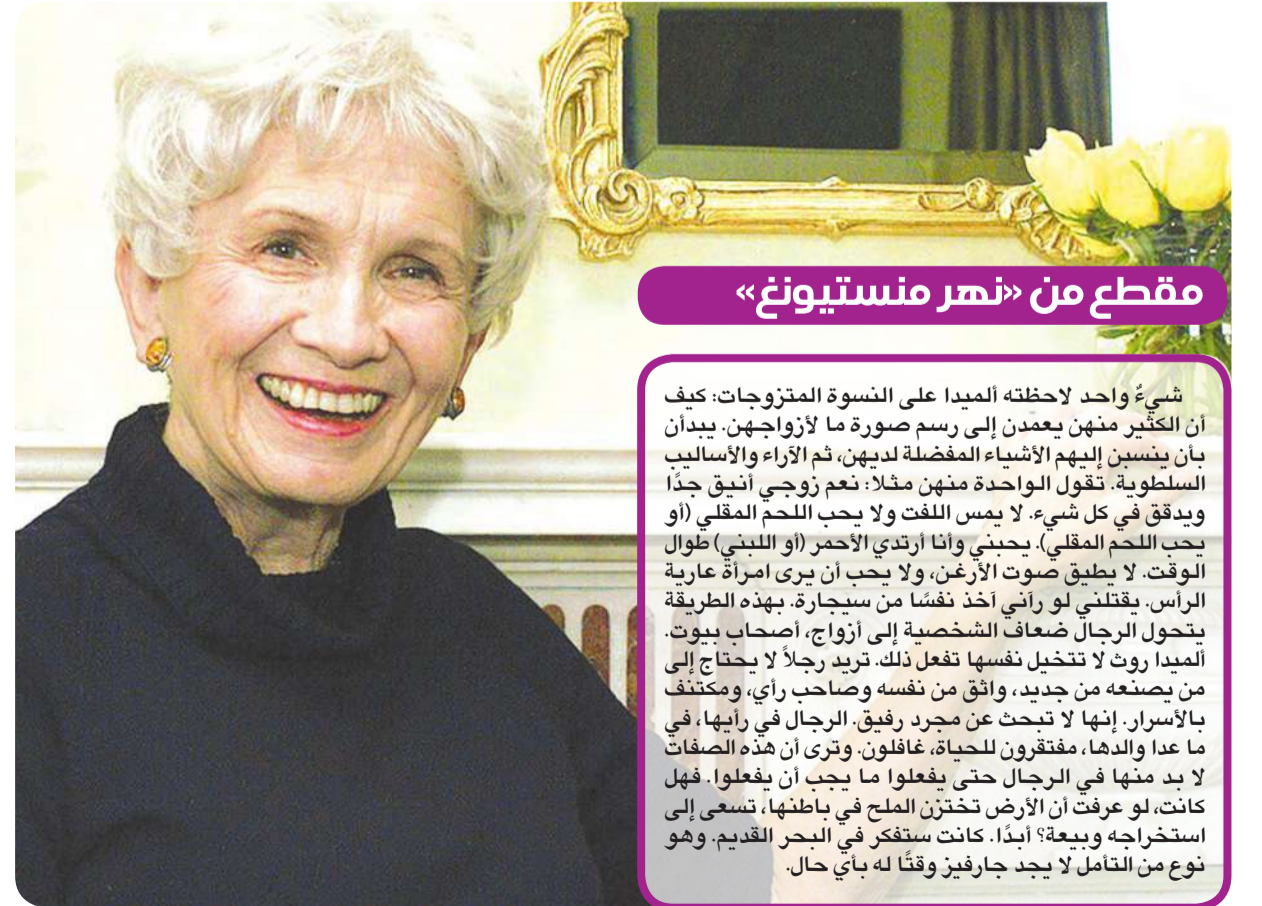 مقطع من «نهر منستيونغ»
شيءٌ واحد لاحظته ألميدا على النسوة المتزوجات: كيف
أن الكثير منهن يعمدن إلى رسم صورة ما لأزواجهن. يبدأن
بأن ينسبن إليهم الأشياء المفضلة لديهن، ثم الآراء والأساليب
السلطوية. تقول الواحدة منهن مثلا: نعم زوجي أنيق جدًا
ويدقق في كل شيء. لا يمس اللفت ولا يحب اللحم المقلي (أو
يحب اللحم المقلي). يحبني وأنا أرتدي الأحمر (أو اللبني) طوال
الوقت. لا يطيق صوت الأرغن، ولا يحب أن يرى امرأة عارية
الرأس. يقتلني لو رآني آخذ نفسًا من سيجارة. بهذه الطريقة
يتحول الرجال ضعاف الشخصية إلى أزواج، أصحاب بيوت.
ألميدا روث لا تتخيل نفسها تفعل ذلك. تريد رجلاً لا يحتاج إلى
من يصنعه من جديد، واثق من نفسه وصاحب رأي، ومكتنف
بالأسرار. إنها لا تبحث عن مجرد رفيق. الرجال في رأيها، في
ما عدا والدها، مفتقرون للحياة، غافلون. وترى أن هذه الصفات
لا بد منها في الرجال حتى يفعلوا ما يجب أن يفعلوا. فهل
كانت، لو عرفت أن الأرض تختزن الملح في باطنها، تسعى إلى
استخراجه وبيعة؟ أبدًا. كانت ستفكر في البحر القديم. وهو
نوع من التأمل لا يجد جارفيز وقتًا له بأي حال.